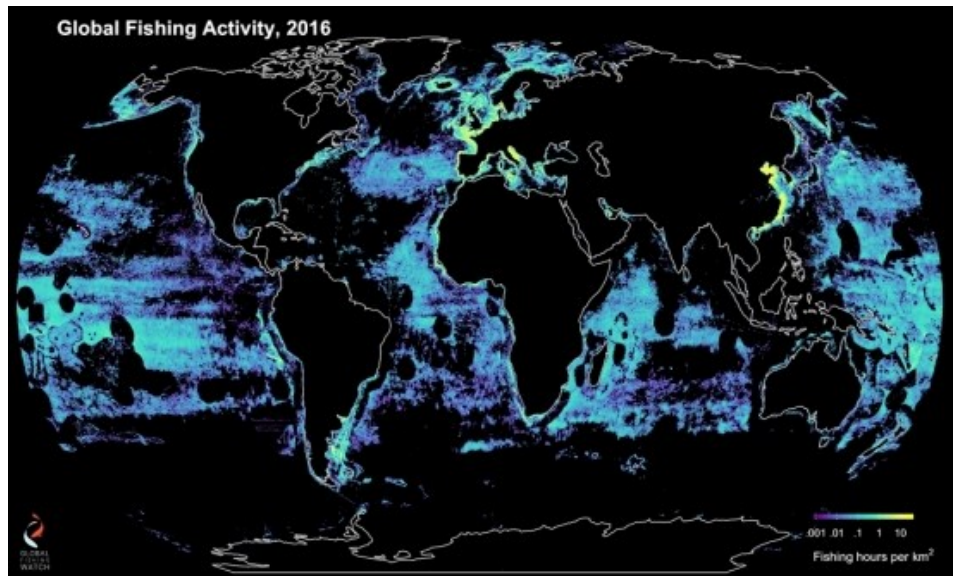 Global Fishing Activity, 2016
.001 .01 .1 1 10
Fishing hours per km²
GLOBAL
FISHING
WATCH